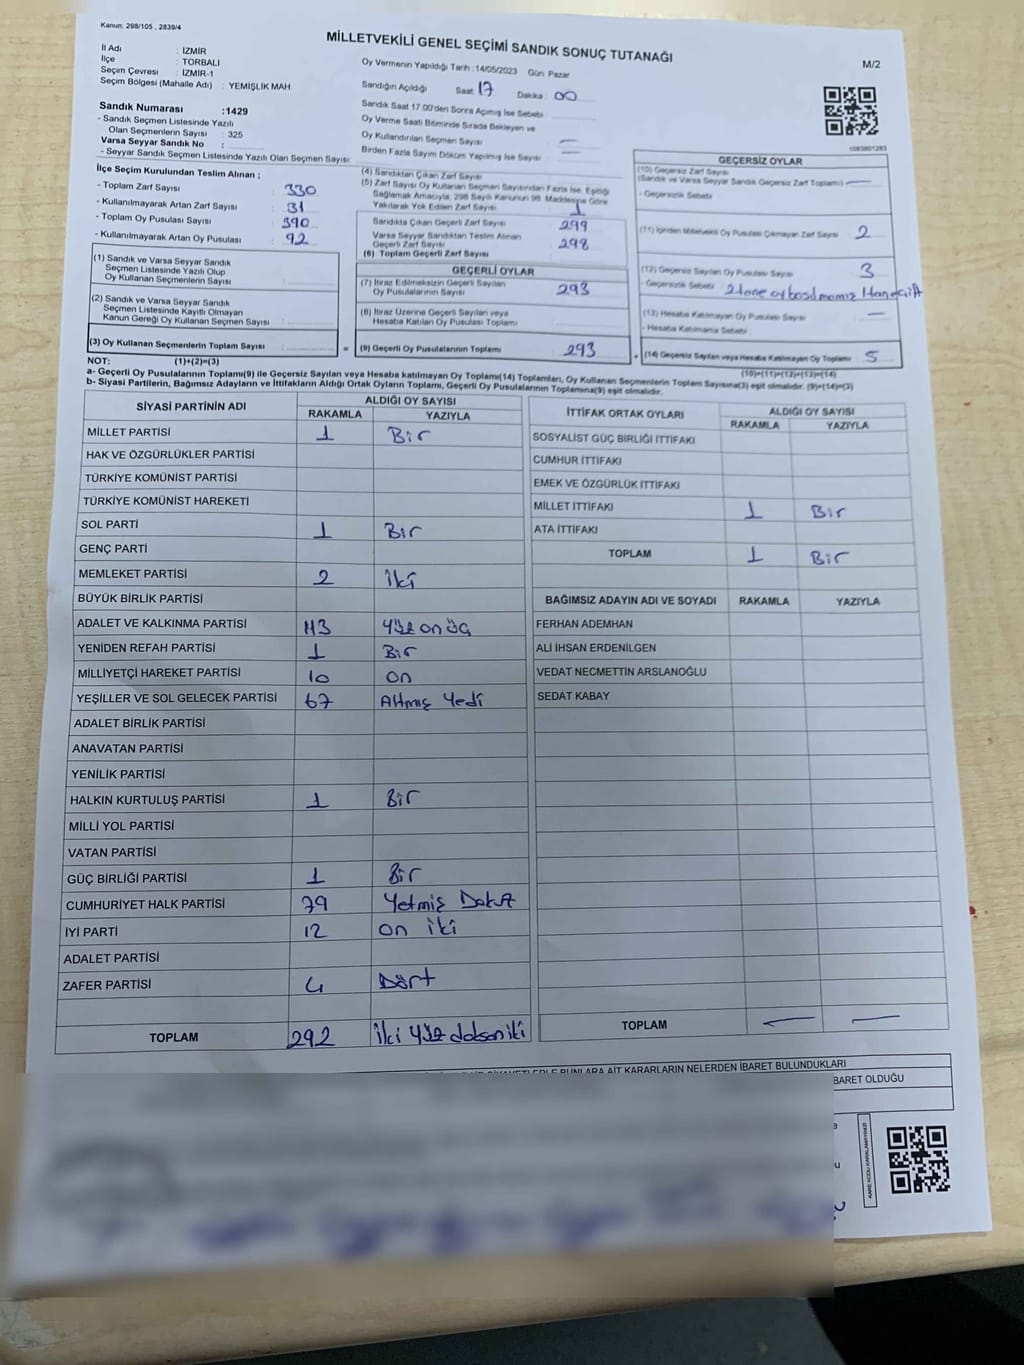 Kanun: 298/105 , 2839/4
MİLLETVEKİLİ GENEL SEÇİMİ SANDIK SONUÇ TUTANAĞI
M/2
İl Adı : İZMİR
İlçe : TORBALI
Seçim Çevresi : İZMİR-1
Seçim Bölgesi (Mahalle Adı) : YEMİŞLİK MAH
Oy Vermenin Yapıldığı Tarih : 14/05/2023 Gün: Pazar
Sandığın Açıldığı Saat 17 Dakika : 00
Sandık Saat 17.00'den Sonra Açılmış İse Sebebi
Oy Verme Saati Bitiminde Sırada Bekleyen ve
Oy Kullandırılan Seçmen Sayısı
Birden Fazla Sayım Döküm Yapılmış İse Sayısı
Sandık Numarası : 1429
- Sandık Seçmen Listesinde Yazılı
Olan Seçmenlerin Sayısı : 325
Varsa Seyyar Sandık No :
- Seyyar Sandık Seçmen Listesinde Yazılı Olan Seçmen Sayısı
İlçe Seçim Kurulundan Teslim Alınan ;
- Toplam Zarf Sayısı : 330
- Kullanılmayarak Artan Zarf Sayısı : 31
- Toplam Oy Pusulası Sayısı : 390
- Kullanılmayarak Artan Oy Pusulası : 92
(1) Sandık ve Varsa Seyyar Sandık
Seçmen Listesinde Yazılı Olup
Oy Kullanan Seçmenlerin Sayısı :
(2) Sandık ve Varsa Seyyar Sandık
Seçmen Listesinde Kayıtlı Olmayan
Kanun Gereği Oy Kullanan Seçmen Sayısı :
(3) Oy Kullanan Seçmenlerin Toplam Sayısı :
(4) Sandıktan Çıkan Zarf Sayısı
(5) Zarf Sayısı Oy Kullanan Seçmen Sayısından Fazla İse, Eşitliği
Sağlamak Amacıyla, 298 Sayılı Kanunun 98. Maddesine Göre
Yakılarak Yok Edilen Zarf Sayısı : 1
Sandıkta Çıkan Geçerli Zarf Sayısı 299
Varsa Seyyar Sandıktan Teslim Alınan
Geçerli Zarf Sayısı 298
(6) Toplam Geçerli Zarf Sayısı
GEÇERLİ OYLAR
(7) İtiraz Edilmeksizin Geçerli Sayılan
Oy Pusulalarının Sayısı : 293
(8) İtiraz Üzerine Geçerli Sayılan veya
Hesaba Katılan Oy Pusulası Toplamı :
= (9) Geçerli Oy Pusulalarının Toplamı : 293
1083801283
GEÇERSİZ OYLAR
(10) Geçersiz Zarf Sayısı
(Sandık ve Varsa Seyyar Sandık Geçersiz Zarf Toplamı) : —
- Geçersizlik Sebebi :
(11) İçinden Milletvekili Oy Pusulası Çıkmayan Zarf Sayısı : 2
(12) Geçersiz Sayılan Oy Pusulası Sayısı : 3
- Geçersizlik Sebebi : 2 tane oy basılmamış 1 tane çift
(13) Hesaba Katılmayan Oy Pusulası Sayısı : —
- Hesaba Katılmama Sebebi :
+ (14) Geçersiz Sayılan veya Hesaba Katılmayan Oy Toplamı : 5
NOT: (1)+(2)=(3) (10)+(11)+(12)+(13)=(14)
a- Geçerli Oy Pusulalarının Toplamı(9) ile Geçersiz Sayılan veya Hesaba katılmayan Oy Toplamı(14) Toplamları, Oy Kullanan Seçmenlerin Toplam Sayısına(3) eşit olmalıdır. (9)+(14)=(3)
b- Siyasi Partilerin, Bağımsız Adayların ve İttifakların Aldığı Ortak Oyların Toplamı, Geçerli Oy Pusulalarının Toplamına(9) eşit olmalıdır.
SİYASİ PARTİNİN ADI ALDIĞI OY SAYISI
RAKAMLA YAZIYLA
MİLLET PARTİSİ 1 Bir
HAK VE ÖZGÜRLÜKLER PARTİSİ
TÜRKİYE KOMÜNİST PARTİSİ
TÜRKİYE KOMÜNİST HAREKETİ
SOL PARTİ 1 Bir
GENÇ PARTİ
MEMLEKET PARTİSİ 2 İki
BÜYÜK BİRLİK PARTİSİ
ADALET VE KALKINMA PARTİSİ 113 Yüz on üç
YENİDEN REFAH PARTİSİ 1 Bir
MİLLİYETÇİ HAREKET PARTİSİ 10 on
YEŞİLLER VE SOL GELECEK PARTİSİ 67 Altmış Yedi
ADALET BİRLİK PARTİSİ
ANAVATAN PARTİSİ
YENİLİK PARTİSİ
HALKIN KURTULUŞ PARTİSİ 1 Bir
MİLLİ YOL PARTİSİ
VATAN PARTİSİ
GÜÇ BİRLİĞİ PARTİSİ 1 Bir
CUMHURİYET HALK PARTİSİ 79 Yetmiş Dokuz
İYİ PARTİ 12 on iki
ADALET PARTİSİ
ZAFER PARTİSİ 4 Dört
TOPLAM 292 İki Yüz doksan iki
İTTİFAK ORTAK OYLARI ALDIĞI OY SAYISI
RAKAMLA YAZIYLA
SOSYALİST GÜÇ BİRLİĞİ İTTİFAKI
CUMHUR İTTİFAKI
EMEK VE ÖZGÜRLÜK İTTİFAKI
MİLLET İTTİFAKI 1 Bir
ATA İTTİFAKI
TOPLAM 1 Bir
BAĞIMSIZ ADAYIN ADI VE SOYADI RAKAMLA YAZIYLA
FERHAN ADEMHAN
ALİ İHSAN ERDENİLGEN
VEDAT NECMETTİN ARSLANOĞLU
SEDAT KABAY
TOPLAM — —
BUNLARA AİT KARARLARIN NELERDEN İBARET BULUNDUKLARI
İBARET OLDUĞU